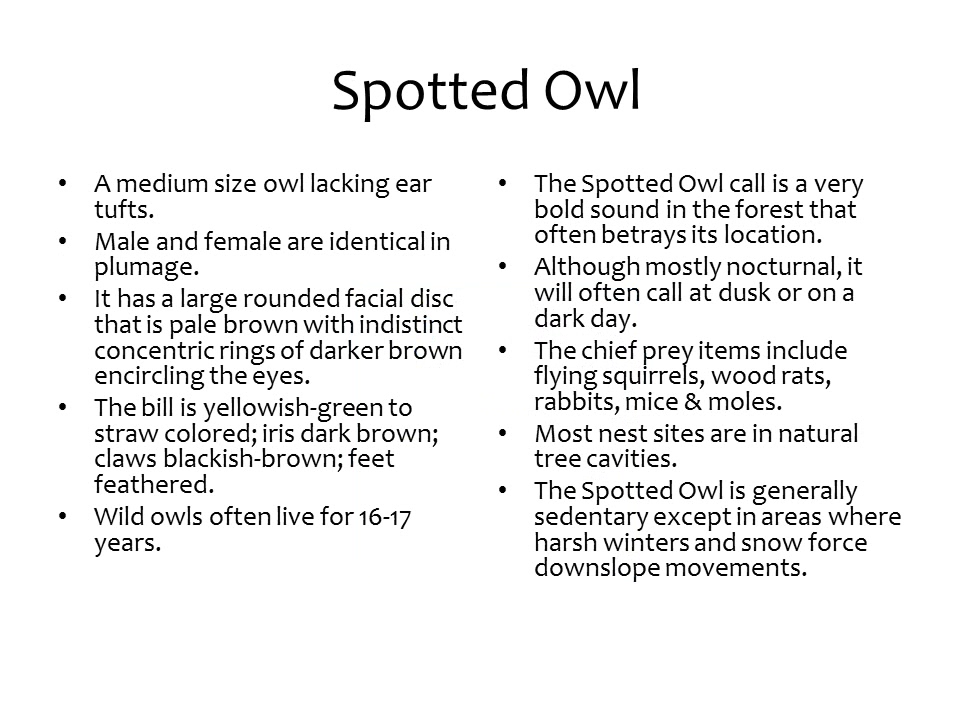 Spotted Owl
• A medium size owl lacking ear
tufts.
• Male and female are identical in
plumage.
• It has a large rounded facial disc
that is pale brown with indistinct
concentric rings of darker brown
encircling the eyes.
• The bill is yellowish-green to
straw colored; iris dark brown;
claws blackish-brown; feet
feathered.
• Wild owls often live for 16-17
years.
• The Spotted Owl call is a very
bold sound in the forest that
often betrays its location.
• Although mostly nocturnal, it
will often call at dusk or on a
dark day.
• The chief prey items include
flying squirrels, wood rats,
rabbits, mice & moles.
• Most nest sites are in natural
tree cavities.
• The Spotted Owl is generally
sedentary except in areas where
harsh winters and snow force
downslope movements.